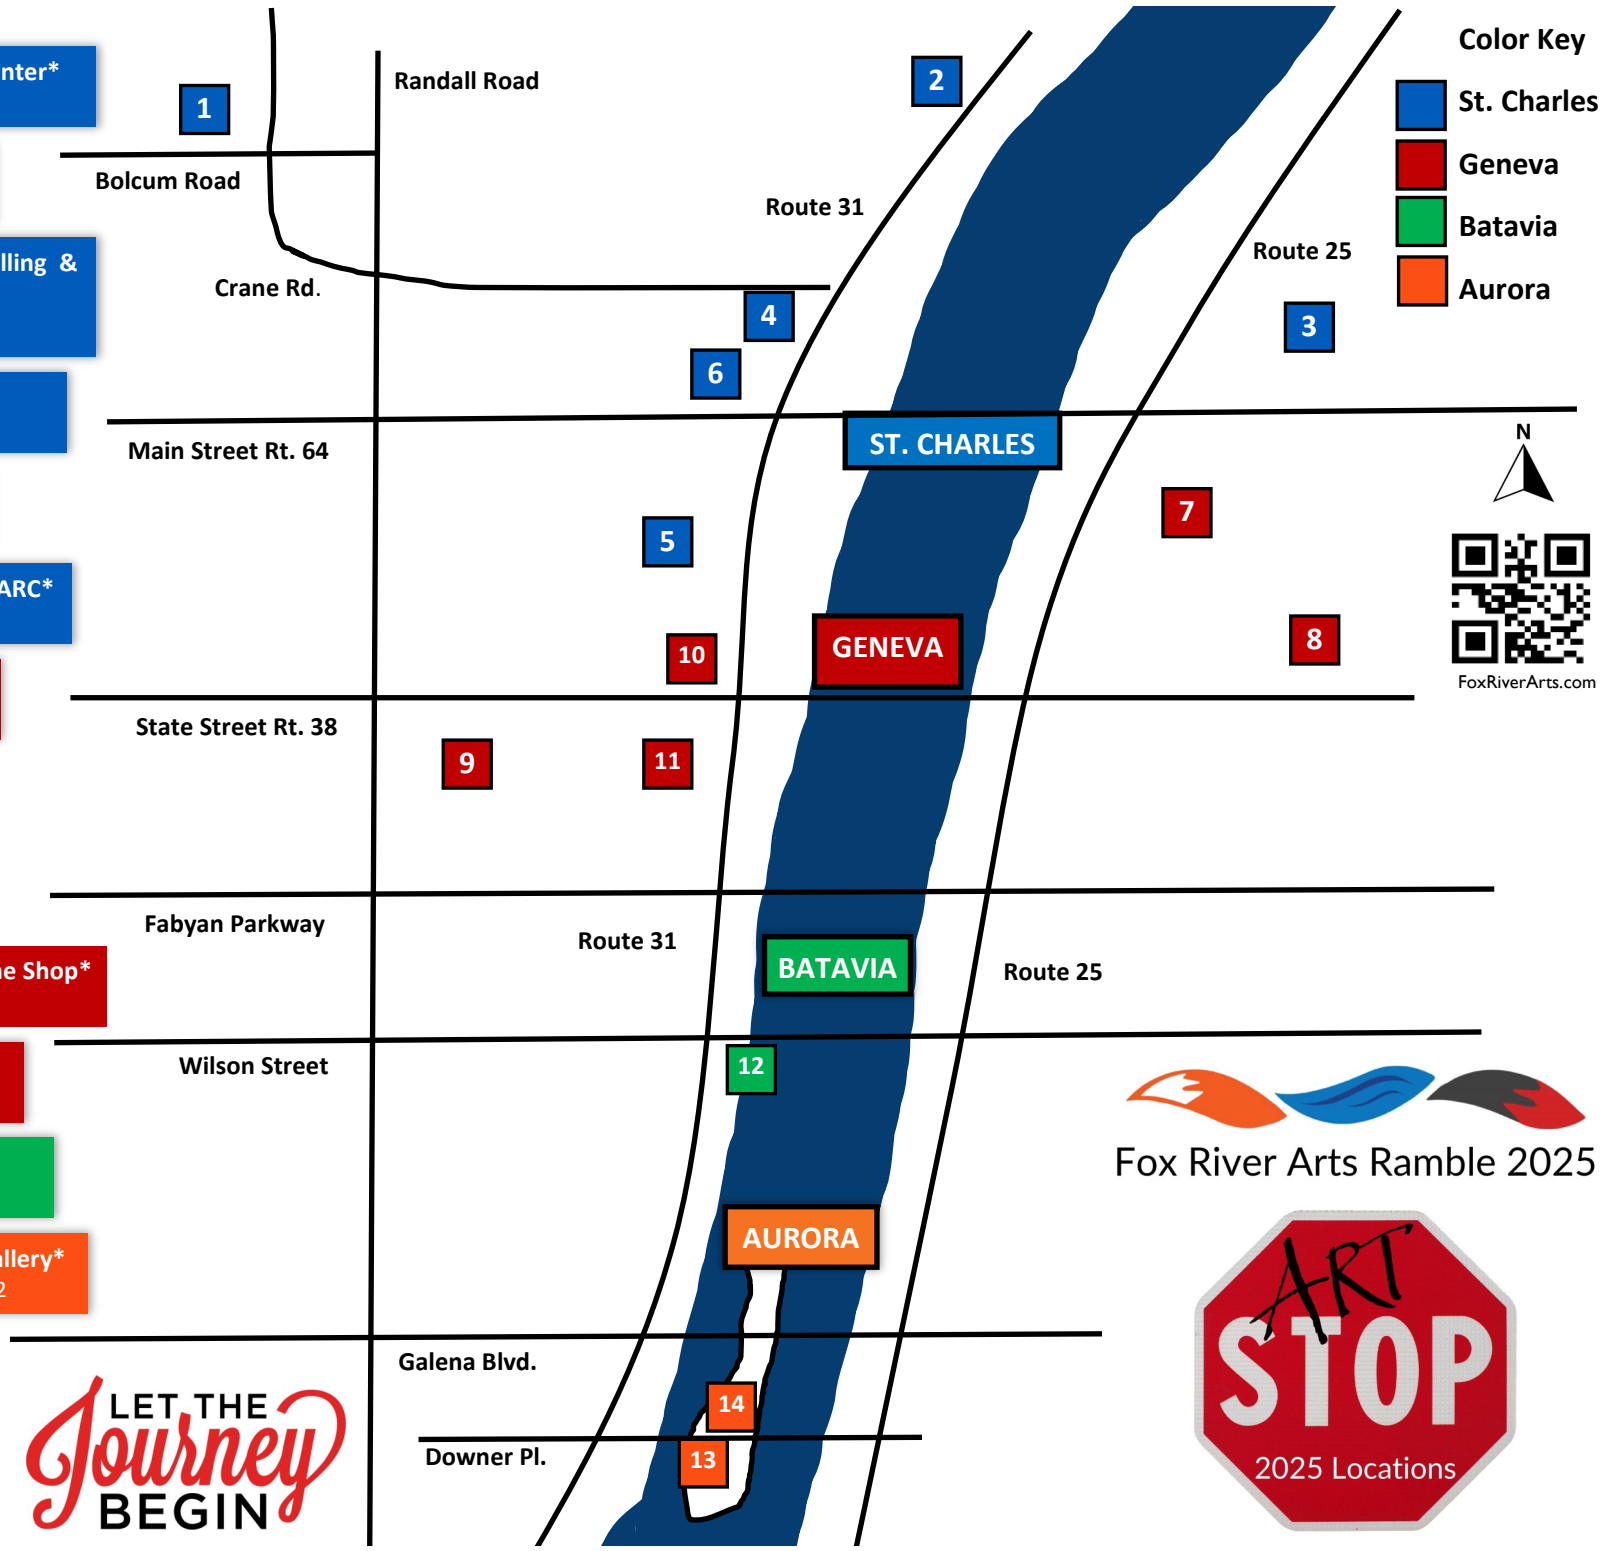 nter*
lling &
ARC*
ne Shop*
allery*
2
1
Randall Road
Bolcum Road
Crane Rd.
2
Route 31
Route 25
3
4
6
Color Key
St. Charles
Geneva
Batavia
Aurora
Main Street Rt. 64
ST. CHARLES
N
5
7
10
GENEVA
8
FoxRiverArts.com
State Street Rt. 38
9
11
Fabyan Parkway
Route 31
BATAVIA
Route 25
Wilson Street
12
Fox River Arts Ramble 2025
AURORA
Galena Blvd.
14
Downer Pl.
13
LET THE
Journey
BEGIN
ART
STOP
2025 Locations